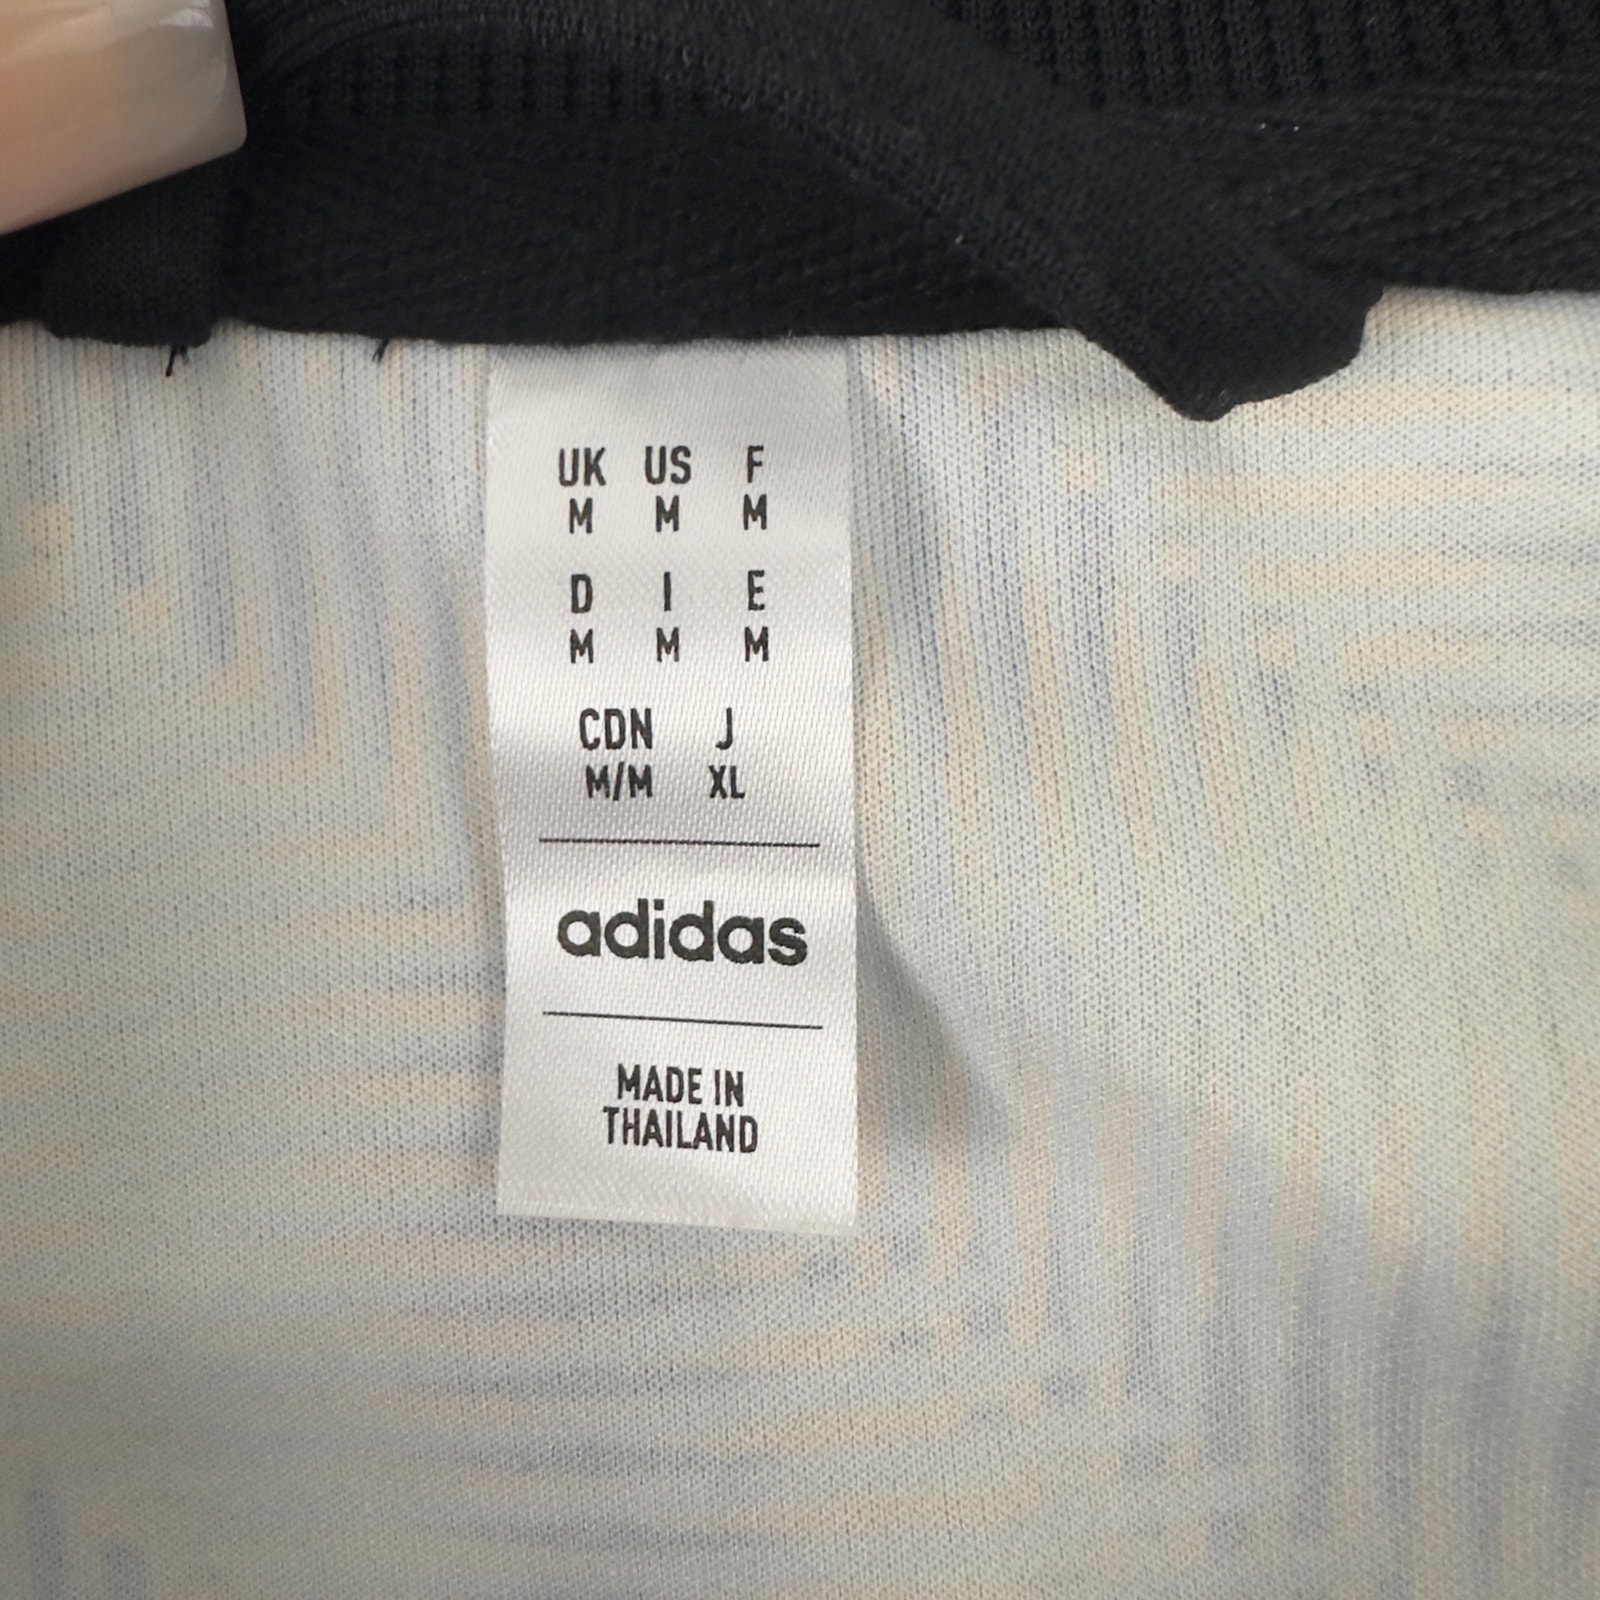 UK US F
M M M
D I E
M M M
CDN J
M/M XL
adidas
MADE IN
THAILAND